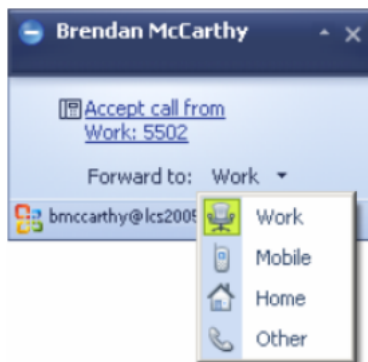 Brendan McCarthy
Accept call from
Work: 5502
Forward to: Work
bmccarthy@lcs2005
Work
Mobile
Home
Other